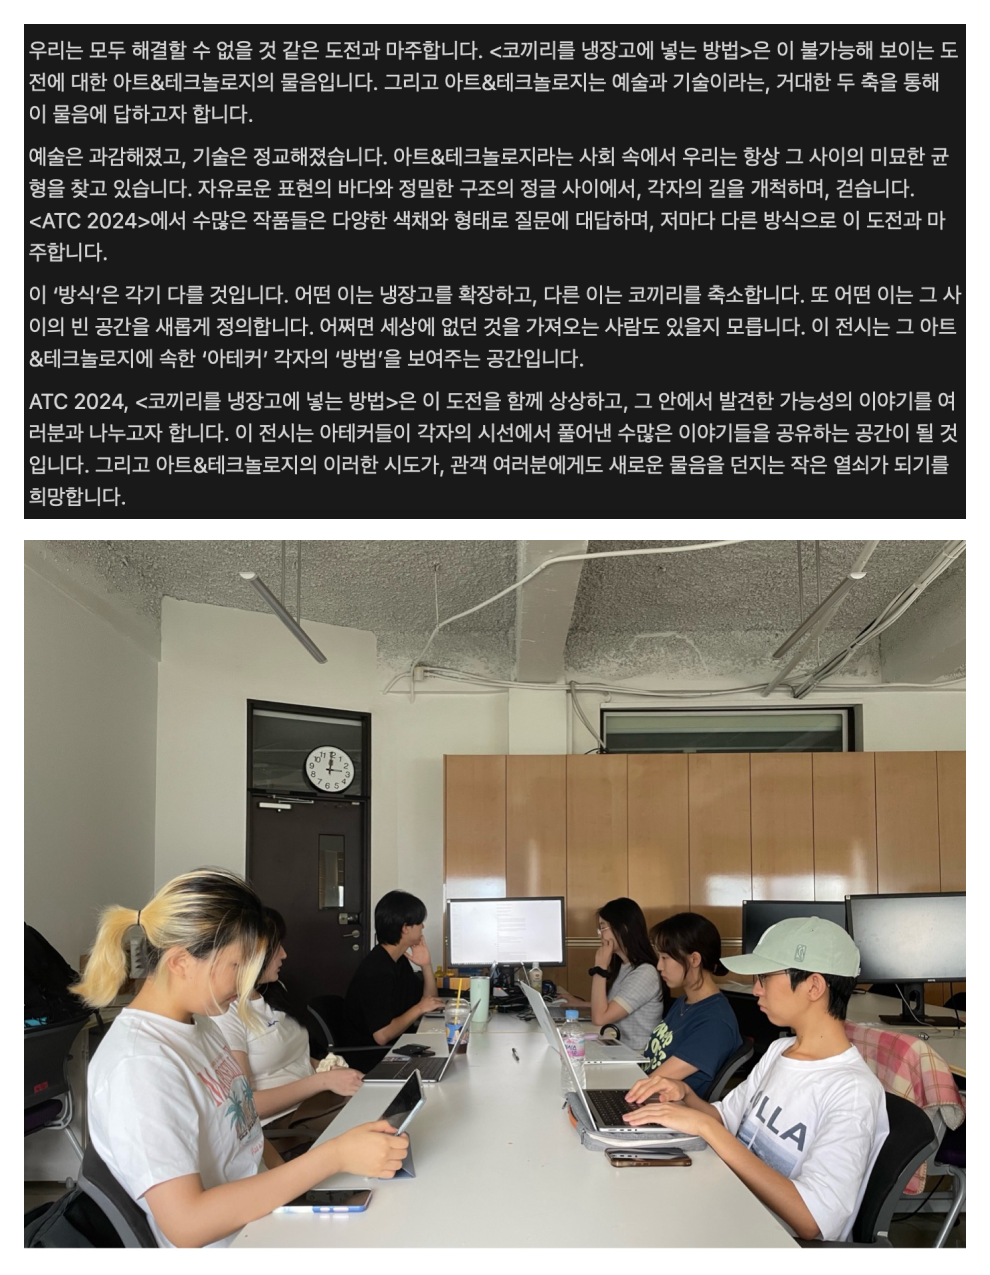 우리는 모두 해결할 수 없을 것 같은 도전과 마주합니다. <코끼리를 냉장고에 넣는 방법>은 이 불가능해 보이는 도
전에 대한 아트&테크놀로지의 물음입니다. 그리고 아트&테크놀로지는 예술과 기술이라는, 거대한 두 축을 통해
이 물음에 답하고자 합니다.
예술은 과감해졌고, 기술은 정교해졌습니다. 아트&테크놀로지라는 사회 속에서 우리는 항상 그 사이의 미묘한 균
형을 찾고 있습니다. 자유로운 표현의 바다와 정밀한 구조의 정글 사이에서, 각자의 길을 개척하며, 걷습니다.
<ATC 2024>에서 수많은 작품들은 다양한 색채와 형태로 질문에 대답하며, 저마다 다른 방식으로 이 도전과 마
주합니다.
이 ‘방식’은 각기 다를 것입니다. 어떤 이는 냉장고를 확장하고, 다른 이는 코끼리를 축소합니다. 또 어떤 이는 그 사
이의 빈 공간을 새롭게 정의합니다. 어쩌면 세상에 없던 것을 가져오는 사람도 있을지 모릅니다. 이 전시는 그 아트
&테크놀로지에 속한 ‘아테커’ 각자의 ‘방법’을 보여주는 공간입니다.
ATC 2024, <코끼리를 냉장고에 넣는 방법>은 이 도전을 함께 상상하고, 그 안에서 발견한 가능성의 이야기를 여
러분과 나누고자 합니다. 이 전시는 아테커들이 각자의 시선에서 풀어낸 수많은 이야기들을 공유하는 공간이 될 것
입니다. 그리고 아트&테크놀로지의 이러한 시도가, 관객 여러분에게도 새로운 물음을 던지는 작은 열쇠가 되기를
희망합니다.